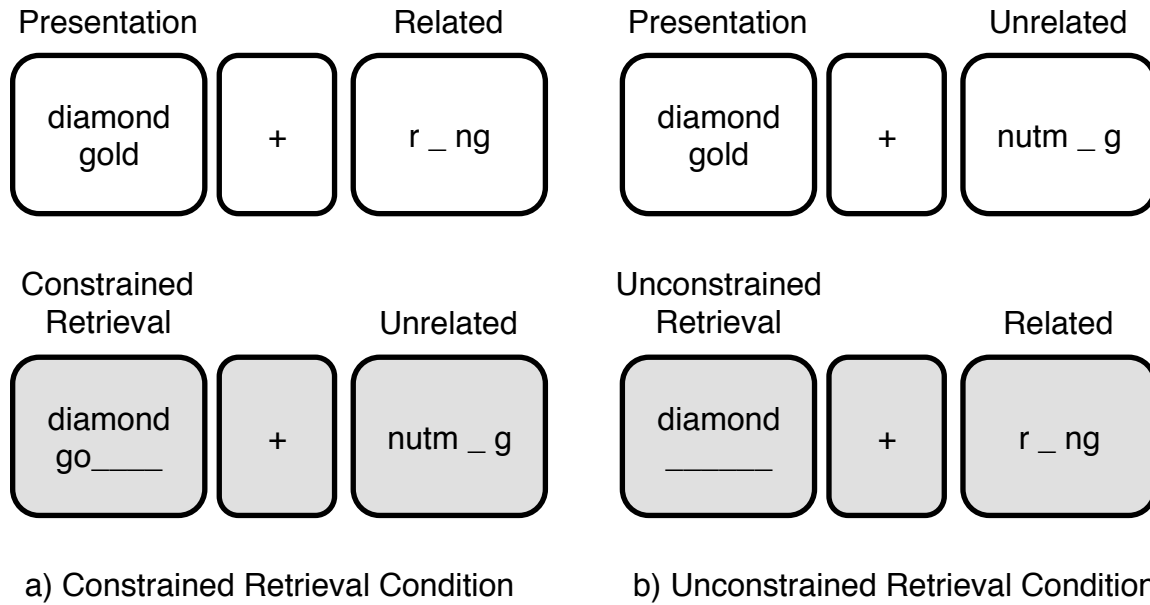 Presentation
Related
diamond
gold
+
r _ ng
Constrained
Retrieval
Unrelated
diamond
go____
+
nutm _ g
a) Constrained Retrieval Condition
Presentation
Unrelated
diamond
gold
+
nutm _ g
Unconstrained
Retrieval
Related
diamond
______
+
r _ ng
b) Unconstrained Retrieval Condition